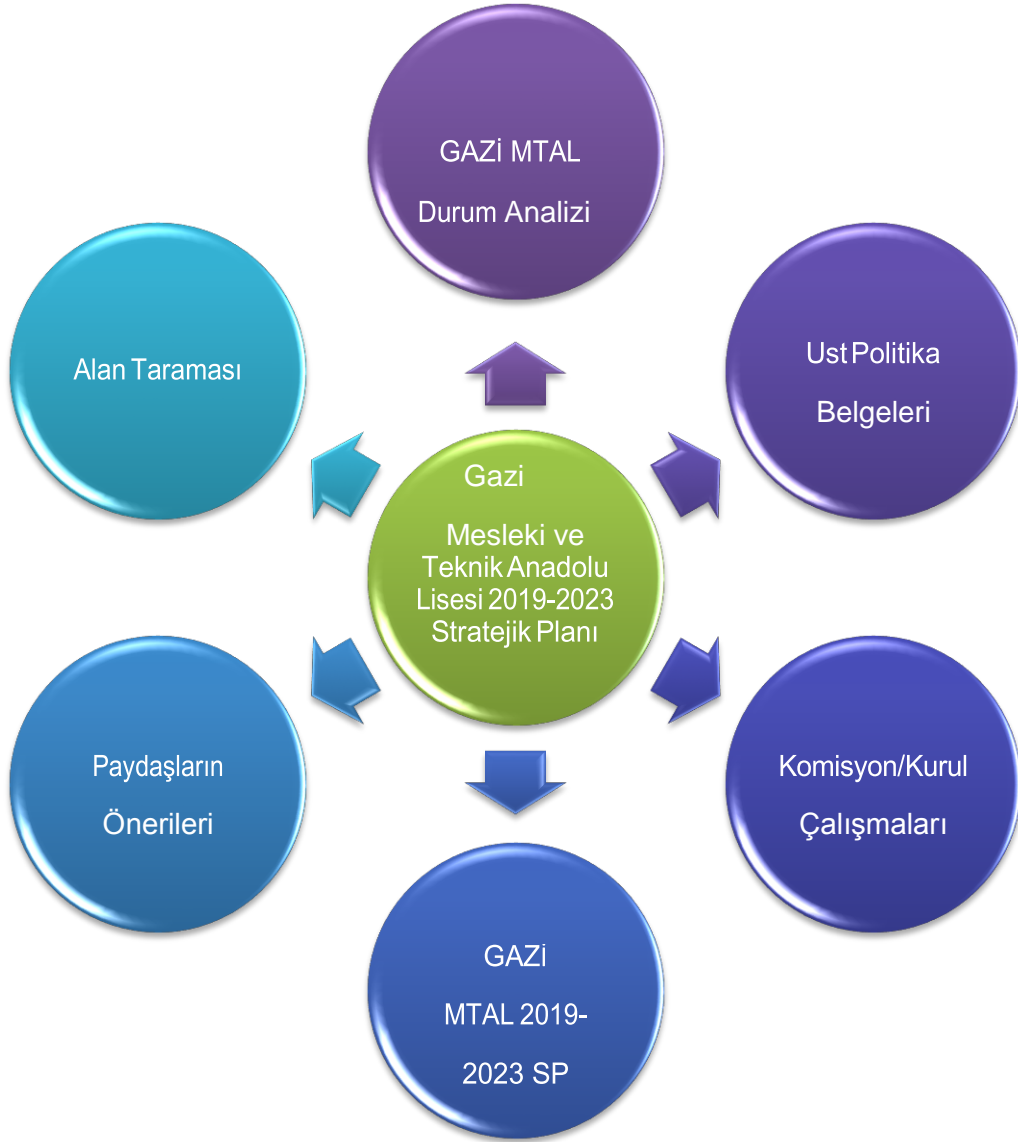 GAZİ MTAL
Durum Analizi
Alan Taraması
Ust Politika
Belgeleri
Gazi
Mesleki ve
Teknik Anadolu
Lisesi 2019-2023
Stratejik Planı
Paydaşların
Önerileri
Komisyon/Kurul
Çalışmaları
GAZİ
MTAL 2019-
2023 SP